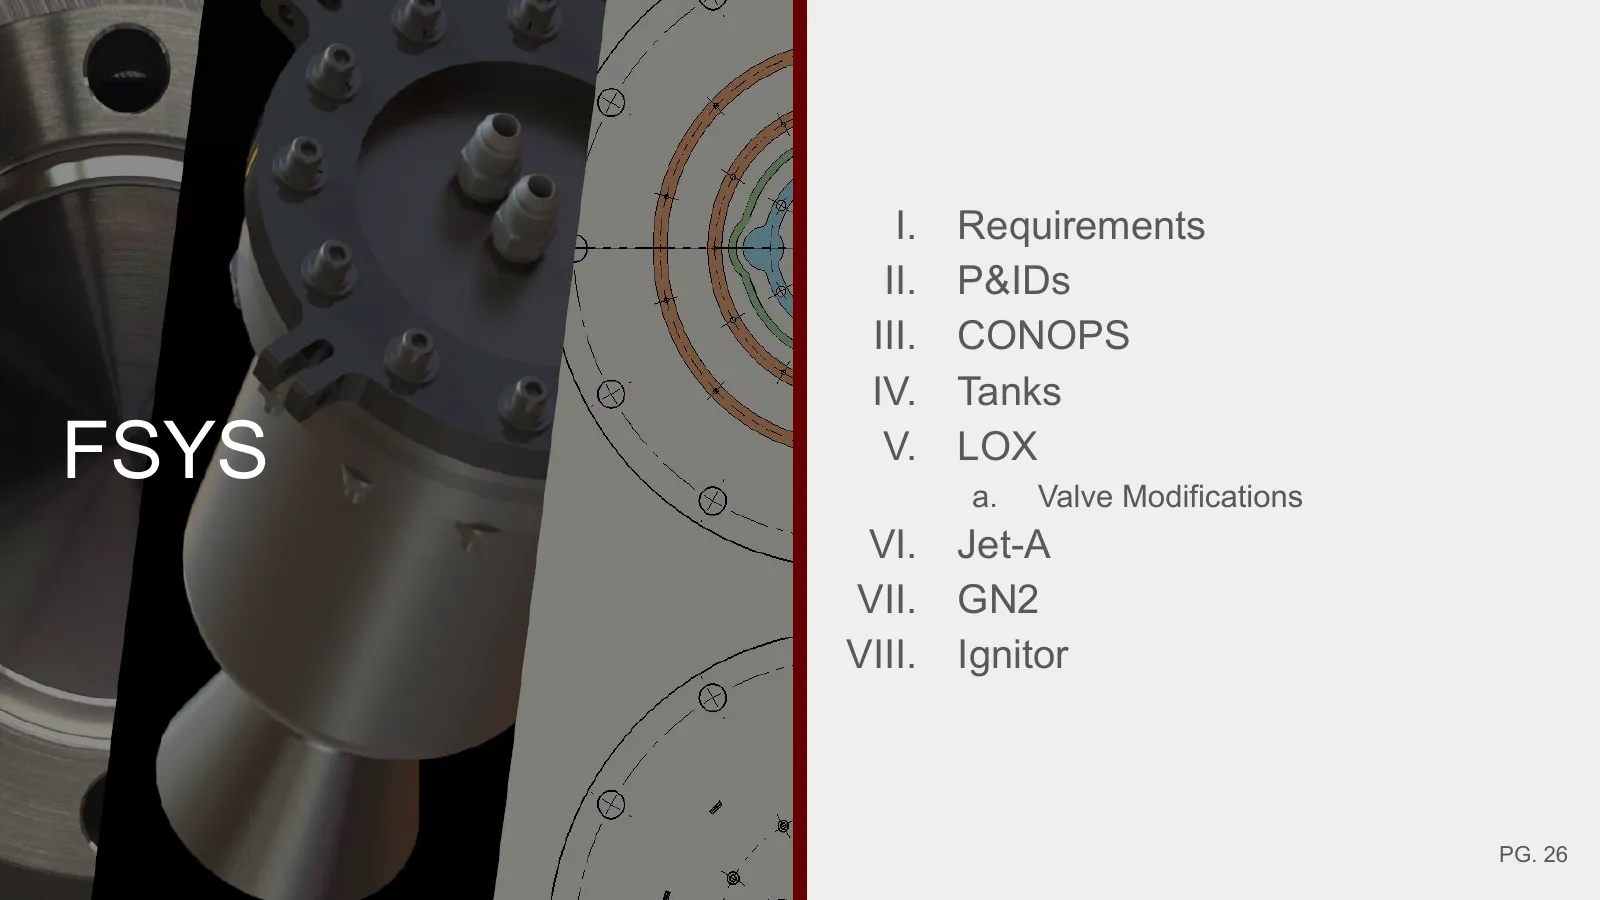 FSYS
I. Requirements
II. P&IDs
III. CONOPS
IV. Tanks
V. LOX
a. Valve Modifications
VI. Jet-A
VII. GN2
VIII. Ignitor
PG. 26